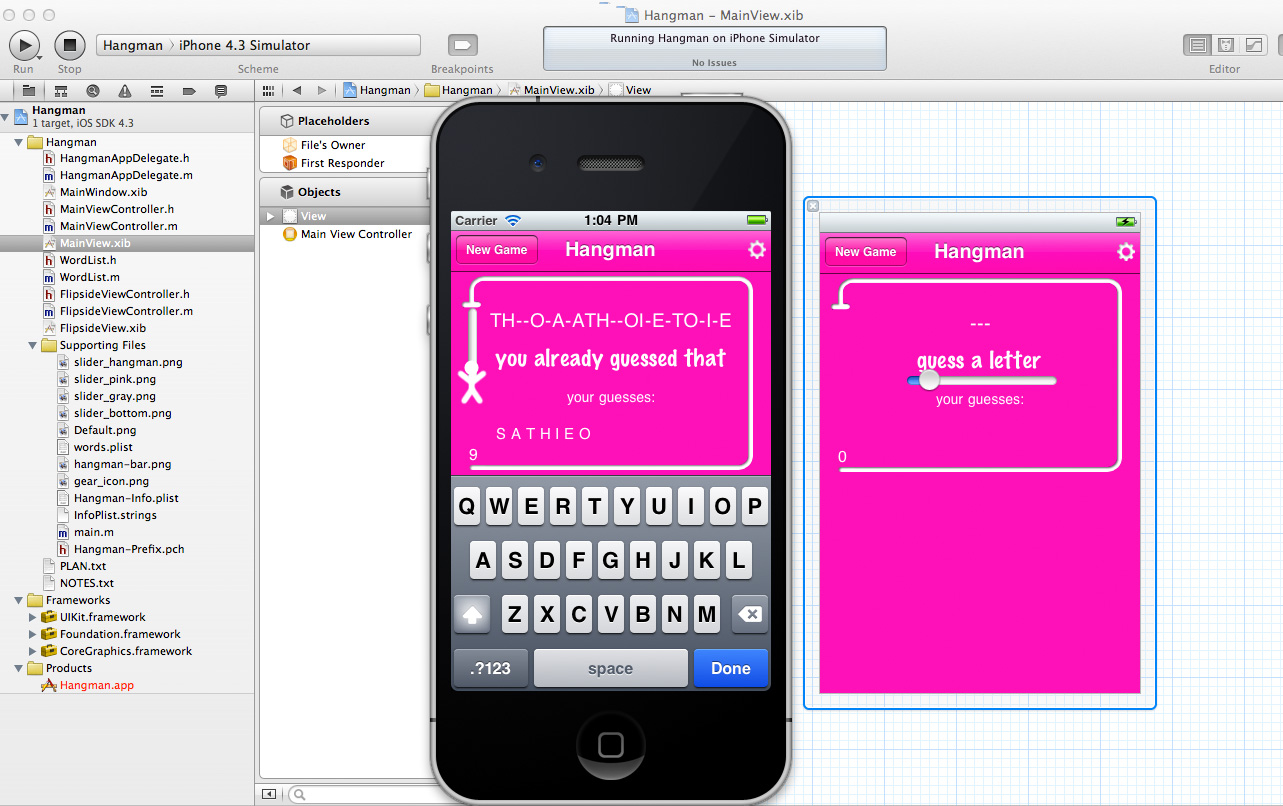 Hangman – MainView.xib
Hangman 〉 iPhone 4.3 Simulator
Running Hangman on iPhone Simulator
No Issues
Run
Stop
Scheme
Breakpoints
Editor
Hangman
1 target, iOS SDK 4.3
Hangman
HangmanAppDelegate.h
HangmanAppDelegate.m
MainWindow.xib
MainViewController.h
MainViewController.m
MainView.xib
WordList.h
WordList.m
FlipsideViewController.h
FlipsideViewController.m
FlipsideView.xib
Supporting Files
slider_hangman.png
slider_pink.png
slider_gray.png
slider_bottom.png
Default.png
words.plist
hangman-bar.png
gear_icon.png
Hangman-Info.plist
InfoPlist.strings
main.m
Hangman-Prefix.pch
PLAN.txt
NOTES.txt
Frameworks
UIKit.framework
Foundation.framework
CoreGraphics.framework
Products
Hangman.app
Hangman 〉 Hangman 〉 MainView.xib 〉 View
Placeholders
File's Owner
First Responder
Objects
View
Main View Controller
Carrier 1:04 PM
New Game Hangman
TH--O-A-ATH--OI-E-TO-I-E
you already guessed that
your guesses:
S A T H I E O
9
Q W E R T Y U I O P
A S D F G H J K L
Z X C V B N M
.?123 space Done
New Game Hangman
---
guess a letter
your guesses:
0